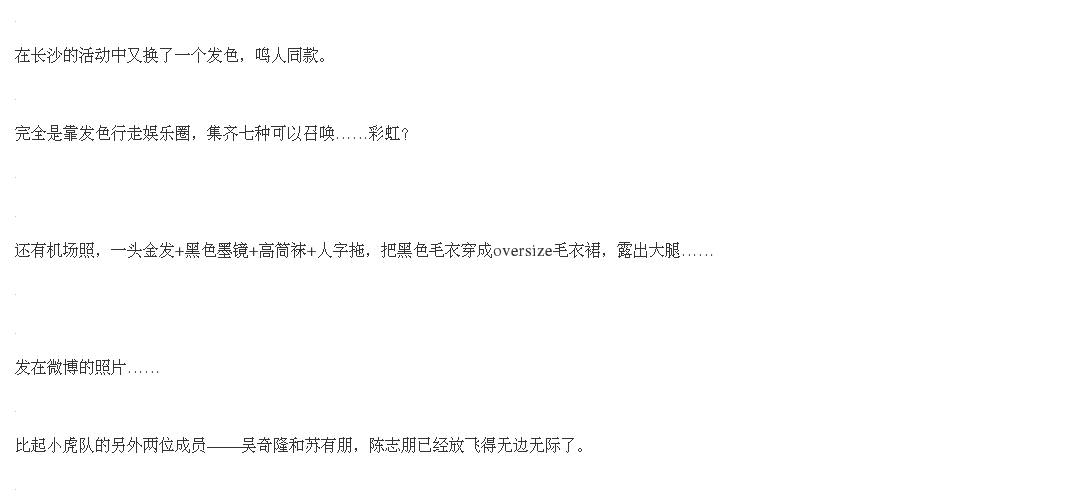 在长沙的活动中又换了一个发色，鸣人同款。
完全是靠发色行走娱乐圈，集齐七种可以召唤……彩虹？
还有机场照，一头金发+黑色墨镜+高筒袜+人字拖，把黑色毛衣穿成oversize毛衣裙，露出大腿……
发在微博的照片……
比起小虎队的另外两位成员——吴奇隆和苏有朋，陈志朋已经放飞得无边无际了。